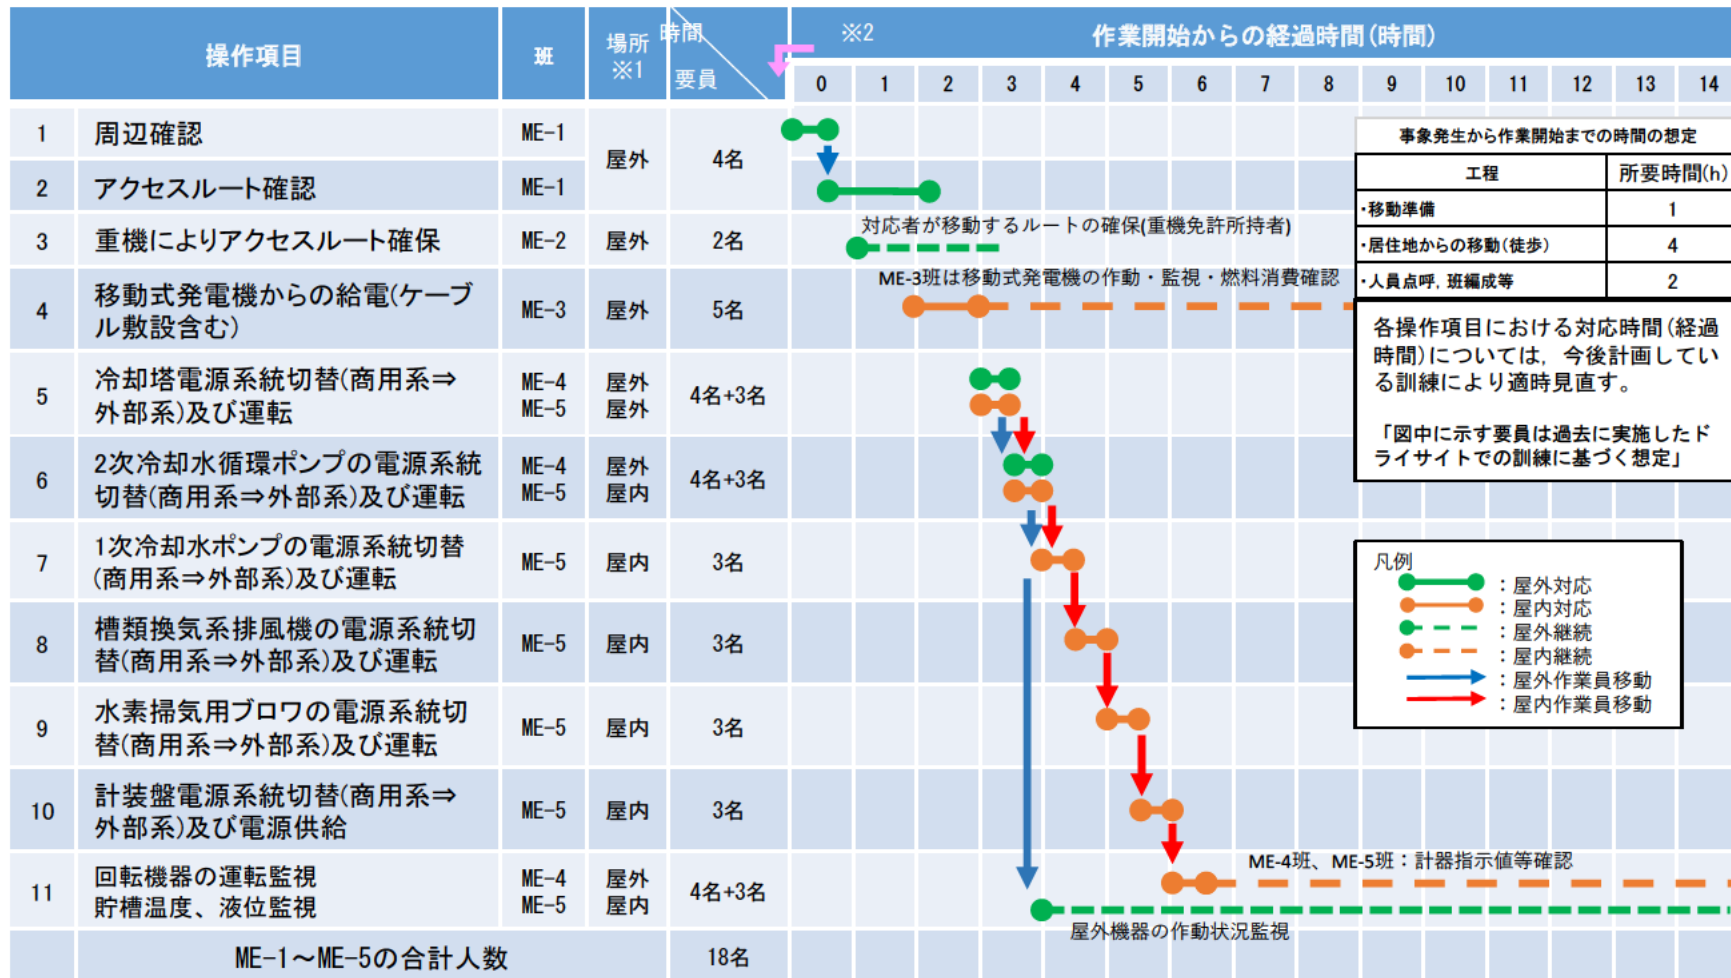 操作項目
班
場所
※1
時間
要員
※2
作業開始からの経過時間(時間)
0 1 2 3 4 5 6 7 8 9 10 11 12 13 14
1 周辺確認 ME-1
屋外 4名
2 アクセスルート確認 ME-1
3 重機によりアクセスルート確保 ME-2 屋外 2名
対応者が移動するルートの確保(重機免許所持者)
4 移動式発電機からの給電(ケーブ
ル敷設含む)
ME-3 屋外 5名
ME-3班は移動式発電機の作動・監視・燃料消費確認
5 冷却塔電源系統切替(商用系⇒
外部系)及び運転
ME-4 屋外
ME-5 屋外
4名+3名
6 2次冷却水循環ポンプの電源系統
切替(商用系⇒外部系)及び運転
ME-4 屋外
ME-5 屋内
4名+3名
7 1次冷却水ポンプの電源系統切替
(商用系⇒外部系)及び運転
ME-5 屋内 3名
8 槽類換気系排風機の電源系統切
替(商用系⇒外部系)及び運転
ME-5 屋内 3名
9 水素掃気用ブロワの電源系統切
替(商用系⇒外部系)及び運転
ME-5 屋内 3名
10 計装盤電源系統切替(商用系⇒
外部系)及び電源供給
ME-5 屋内 3名
11 回転機器の運転監視
貯槽温度、液位監視
ME-4 屋外
ME-5 屋内
4名+3名
ME-4班、ME-5班：計器指示値等確認
屋外機器の作動状況監視
ME-1～ME-5の合計人数 18名
事象発生から作業開始までの時間の想定
工程 所要時間(h)
・移動準備 1
・居住地からの移動(徒歩) 4
・人員点呼，班編成等 2
各操作項目における対応時間(経過
時間)については，今後計画してい
る訓練により適時見直す。
「図中に示す要員は過去に実施したド
ライサイトでの訓練に基づく想定」
凡例
：屋外対応
：屋内対応
：屋外継続
：屋内継続
：屋外作業員移動
：屋内作業員移動